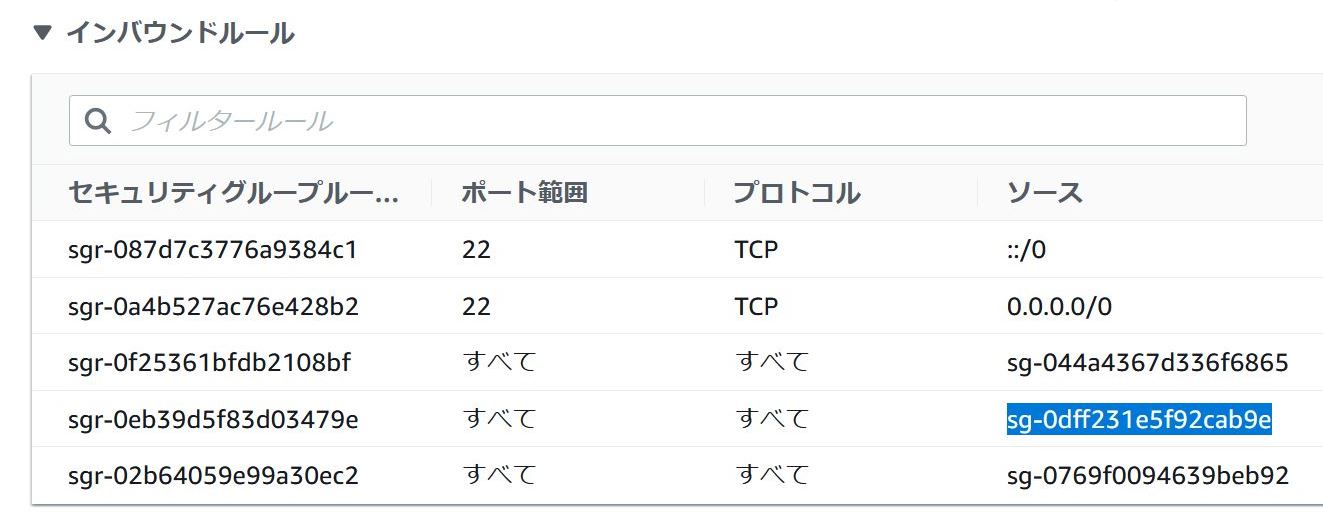 ▼ インバウンドルール
フィルタールール
セキュリティグループルー... ポート範囲 プロトコル ソース
sgr-087d7c3776a9384c1 22 TCP ::/0
sgr-0a4b527ac76e428b2 22 TCP 0.0.0.0/0
sgr-0f25361bfdb2108bf すべて すべて sg-044a4367d336f6865
sgr-0eb39d5f83d03479e すべて すべて sg-0dff231e5f92cab9e
sgr-02b64059e99a30ec2 すべて すべて sg-0769f0094639beb92